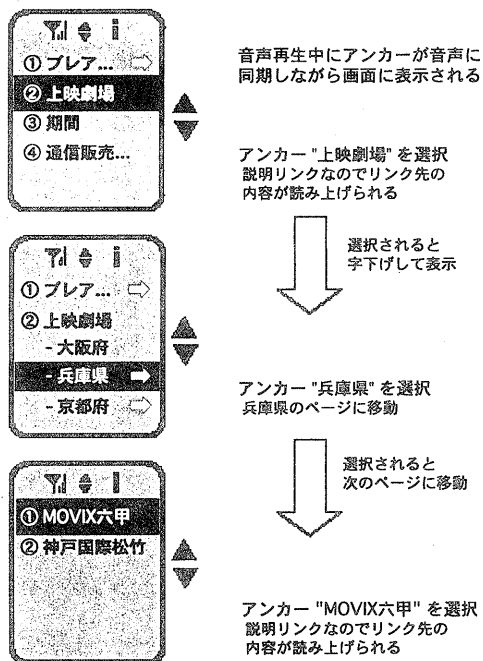 ① プレア...
② 上映劇場
③ 期間
④ 通信販売...
音声再生中にアンカーが音声に
同期しながら画面に表示される
アンカー "上映劇場" を選択
説明リンクなのでリンク先の
内容が読み上げられる
選択されると
字下げして表示
① プレア...
② 上映劇場
- 大阪府
- 兵庫県
- 京都府
アンカー "兵庫県" を選択
兵庫県のページに移動
選択されると
次のページに移動
① MOVIX六甲
② 神戸国際松竹
アンカー "MOVIX六甲" を選択
説明リンクなのでリンク先の
内容が読み上げられる